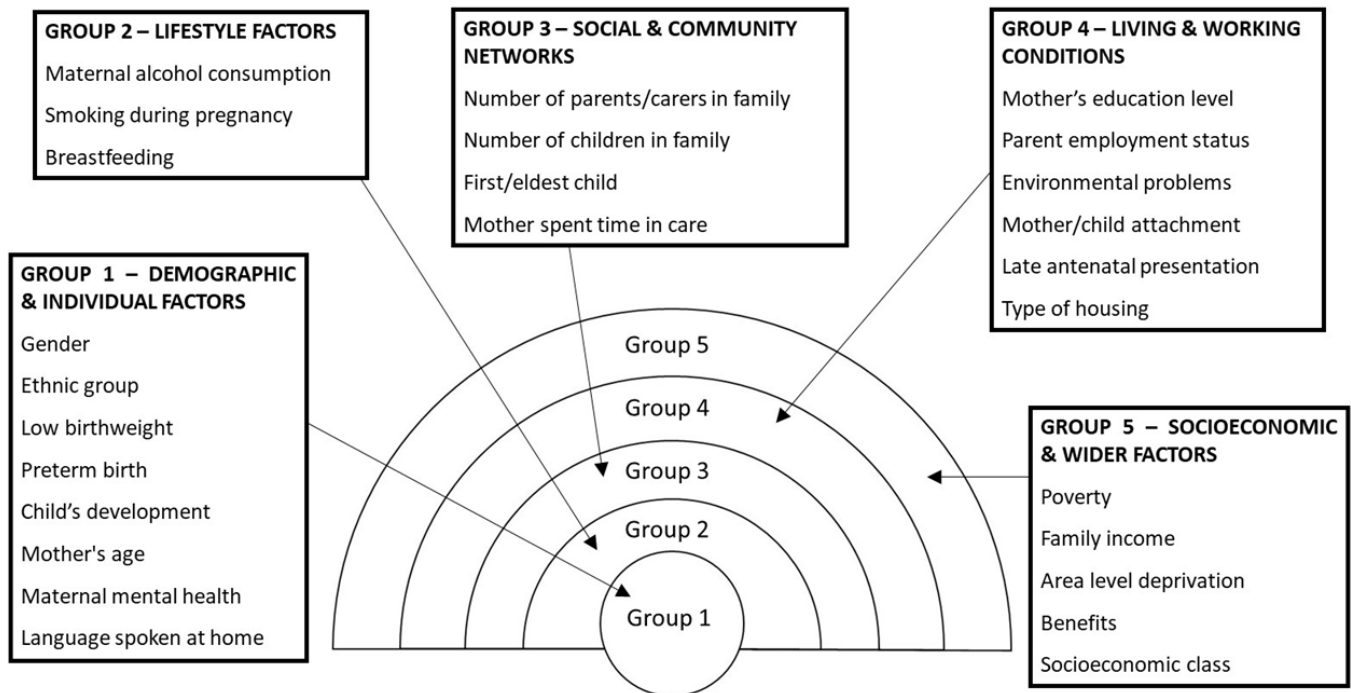 GROUP 2 – LIFESTYLE FACTORS
Maternal alcohol consumption
Smoking during pregnancy
Breastfeeding
GROUP 3 – SOCIAL & COMMUNITY
NETWORKS
Number of parents/carers in family
Number of children in family
First/eldest child
Mother spent time in care
GROUP 4 – LIVING & WORKING
CONDITIONS
Mother’s education level
Parent employment status
Environmental problems
Mother/child attachment
Late antenatal presentation
Type of housing
GROUP 1 – DEMOGRAPHIC
& INDIVIDUAL FACTORS
Gender
Ethnic group
Low birthweight
Preterm birth
Child’s development
Mother's age
Maternal mental health
Language spoken at home
Group 5
Group 4
Group 3
Group 2
Group 1
GROUP 5 – SOCIOECONOMIC
& WIDER FACTORS
Poverty
Family income
Area level deprivation
Benefits
Socioeconomic class